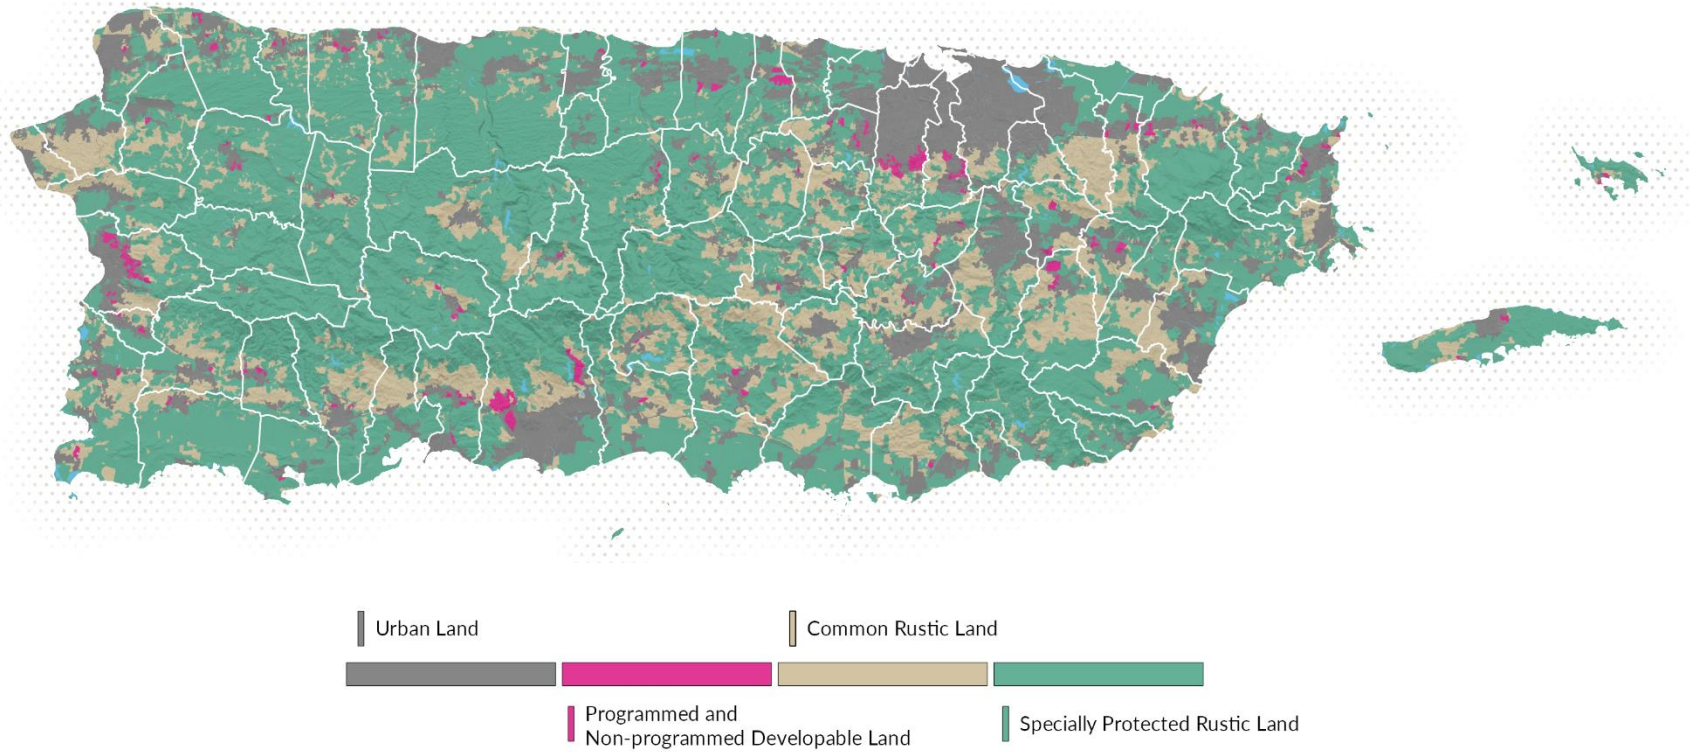 Urban Land
Common Rustic Land
Programmed and
Non-programmed Developable Land
Specially Protected Rustic Land